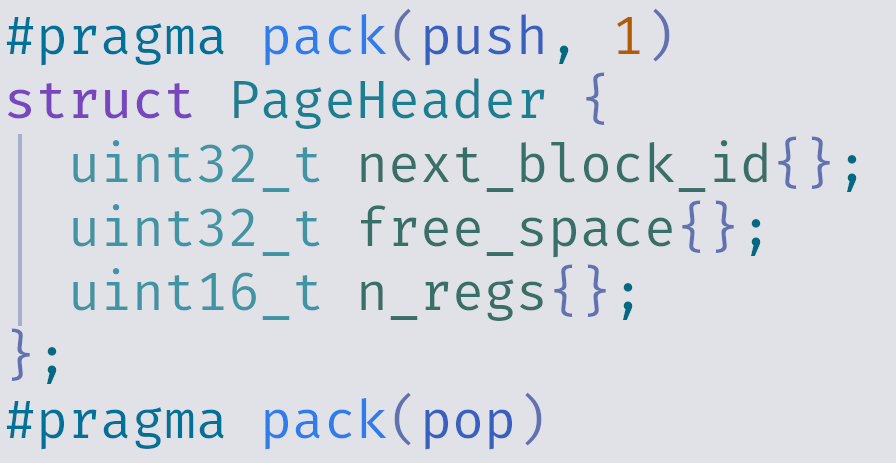 #pragma pack(push, 1)
struct PageHeader {
  uint32_t next_block_id{};
  uint32_t free_space{};
  uint16_t n_regs{};
};
#pragma pack(pop)